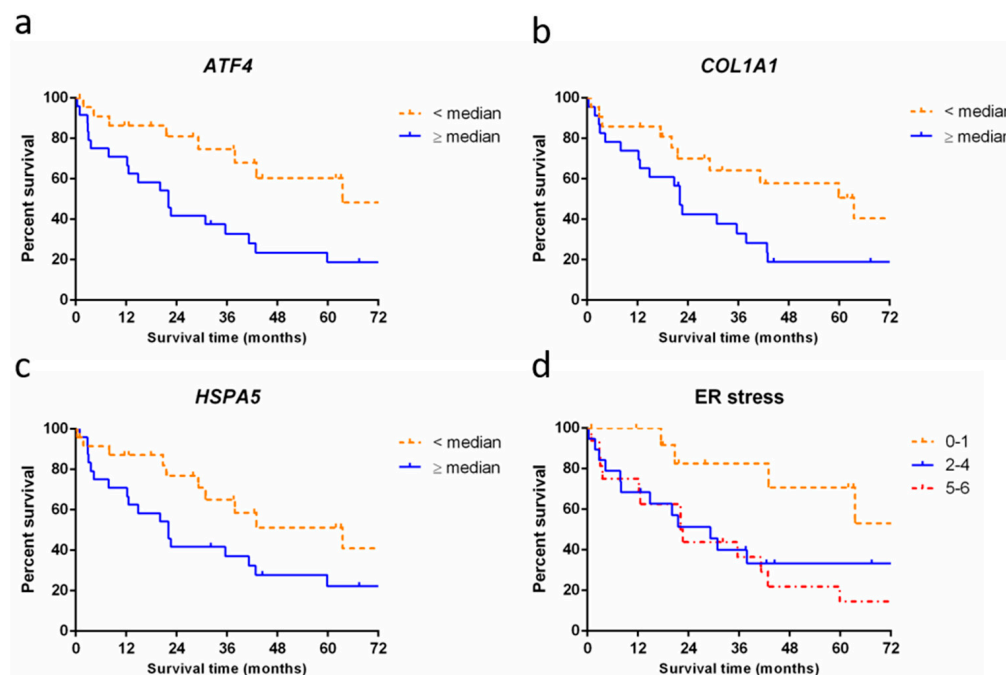 a
ATF4
Percent survival
100
80
60
40
20
0
0 12 24 36 48 60 72
Survival time (months)
< median
≥ median
b
COL1A1
Percent survival
100
80
60
40
20
0
0 12 24 36 48 60 72
Survival time (months)
< median
≥ median
c
HSPA5
Percent survival
100
80
60
40
20
0
0 12 24 36 48 60 72
Survival time (months)
< median
≥ median
d
ER stress
Percent survival
100
80
60
40
20
0
0 12 24 36 48 60 72
Survival time (months)
0-1
2-4
5-6